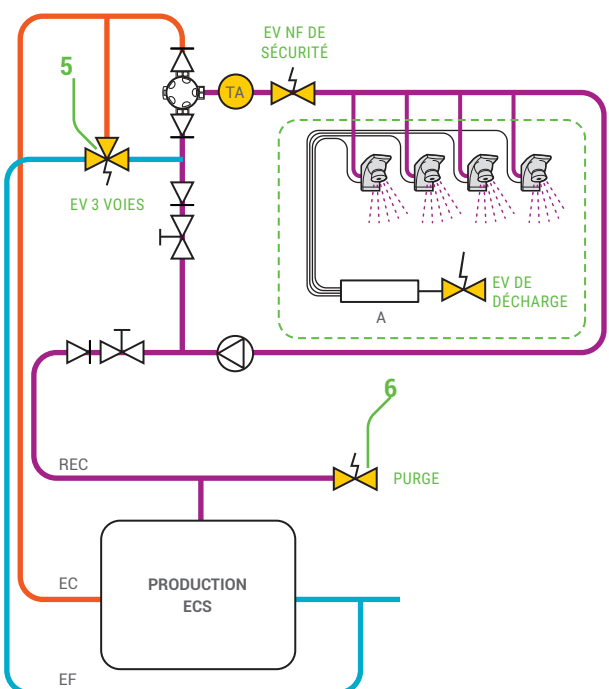 EV NF DE
SÉCURITÉ
5
TA
EV 3 VOIES
EV DE
DÉCHARGE
A
6
REC
PURGE
EC
PRODUCTION
ECS
EF